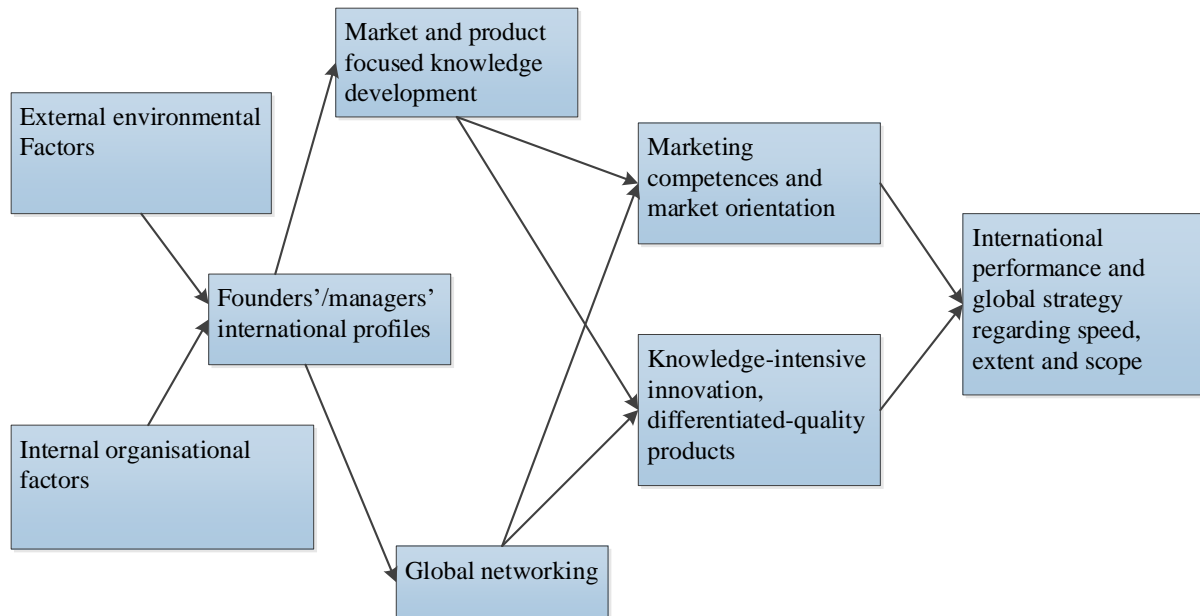 Market and product
focused knowledge
development
External environmental
Factors
Marketing
competences and
market orientation
International
performance and
global strategy
regarding speed,
extent and scope
Founders’/managers’
international profiles
Knowledge-intensive
innovation,
differentiated-quality
products
Internal organisational
factors
Global networking